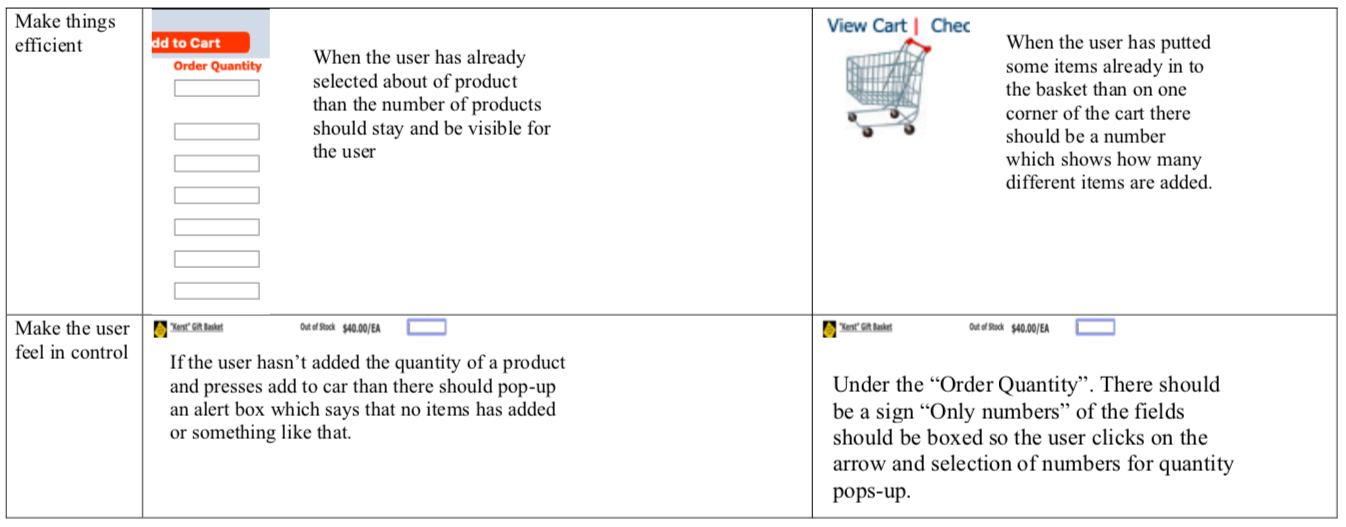 Make things
efficient
dd to Cart
Order Quantity
When the user has already
selected about of product
than the number of products
should stay and be visible for
the user
View Cart | Chec
When the user has putted
some items already in to
the basket than on one
corner of the cart there
should be a number
which shows how many
different items are added.
Make the user
feel in control
"Kerst" Gift Basket Out of Stock $40.00/EA
If the user hasn’t added the quantity of a product
and presses add to car than there should pop-up
an alert box which says that no items has added
or something like that.
"Kerst" Gift Basket Out of Stock $40.00/EA
Under the “Order Quantity”. There should
be a sign “Only numbers” of the fields
should be boxed so the user clicks on the
arrow and selection of numbers for quantity
pops-up.